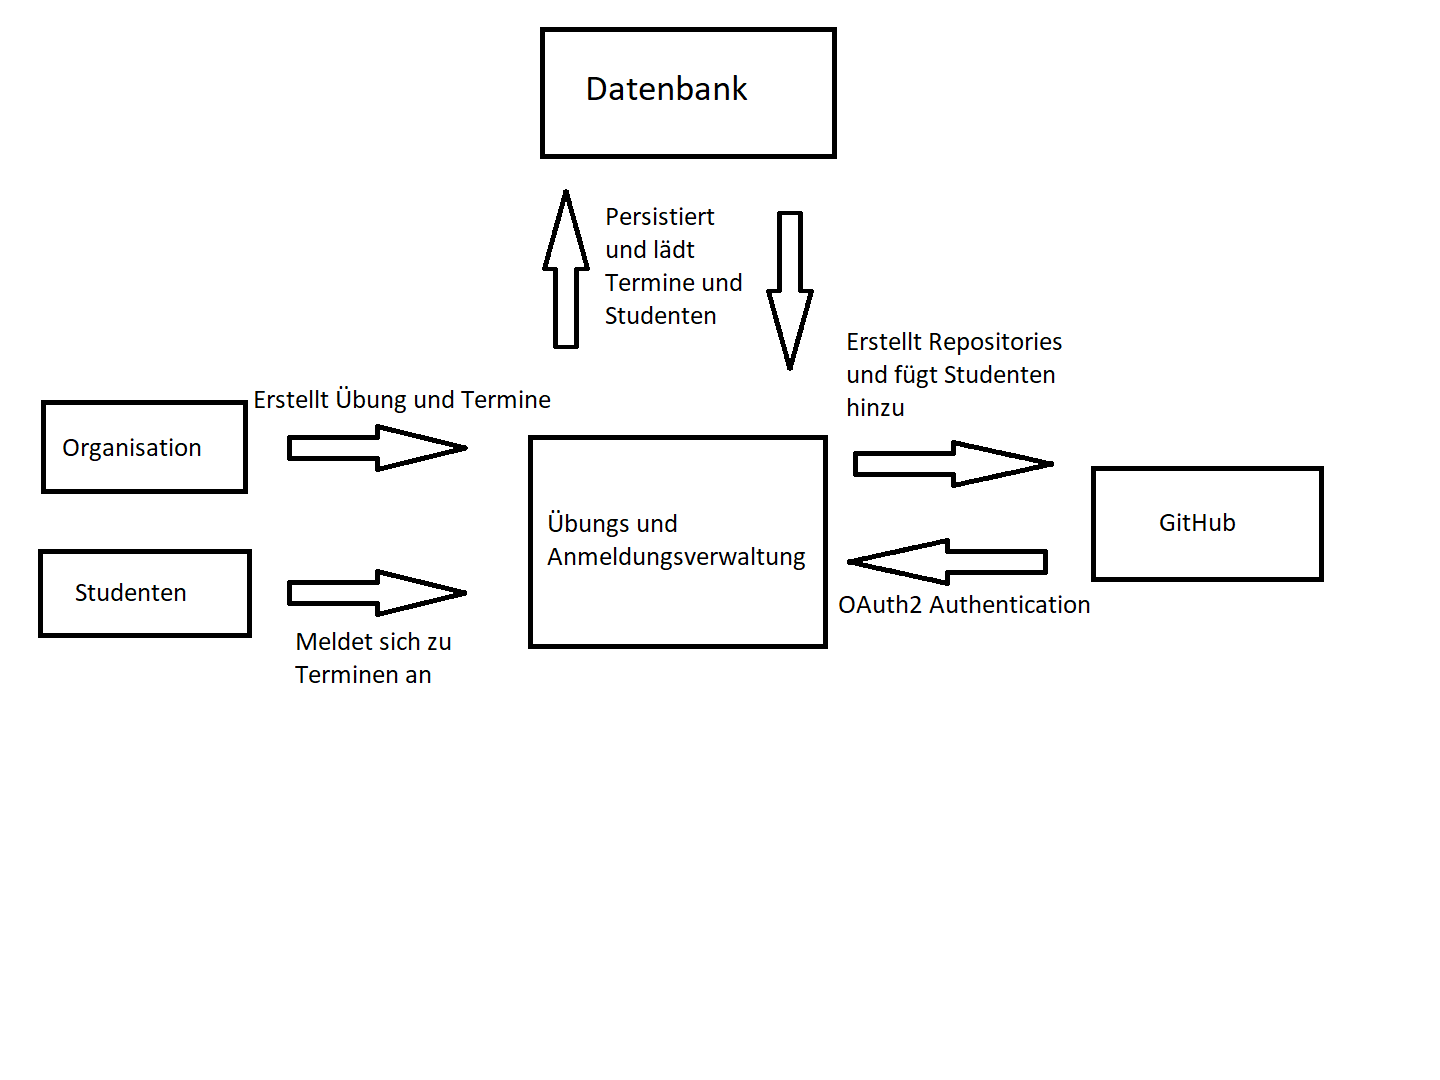 Datenbank
Persistiert
und lädt
Termine und
Studenten
Erstellt Repositories
und fügt Studenten
hinzu
Erstellt Übung und Termine
Organisation
Übungs und
Anmeldungsverwaltung
GitHub
OAuth2 Authentication
Studenten
Meldet sich zu
Terminen an